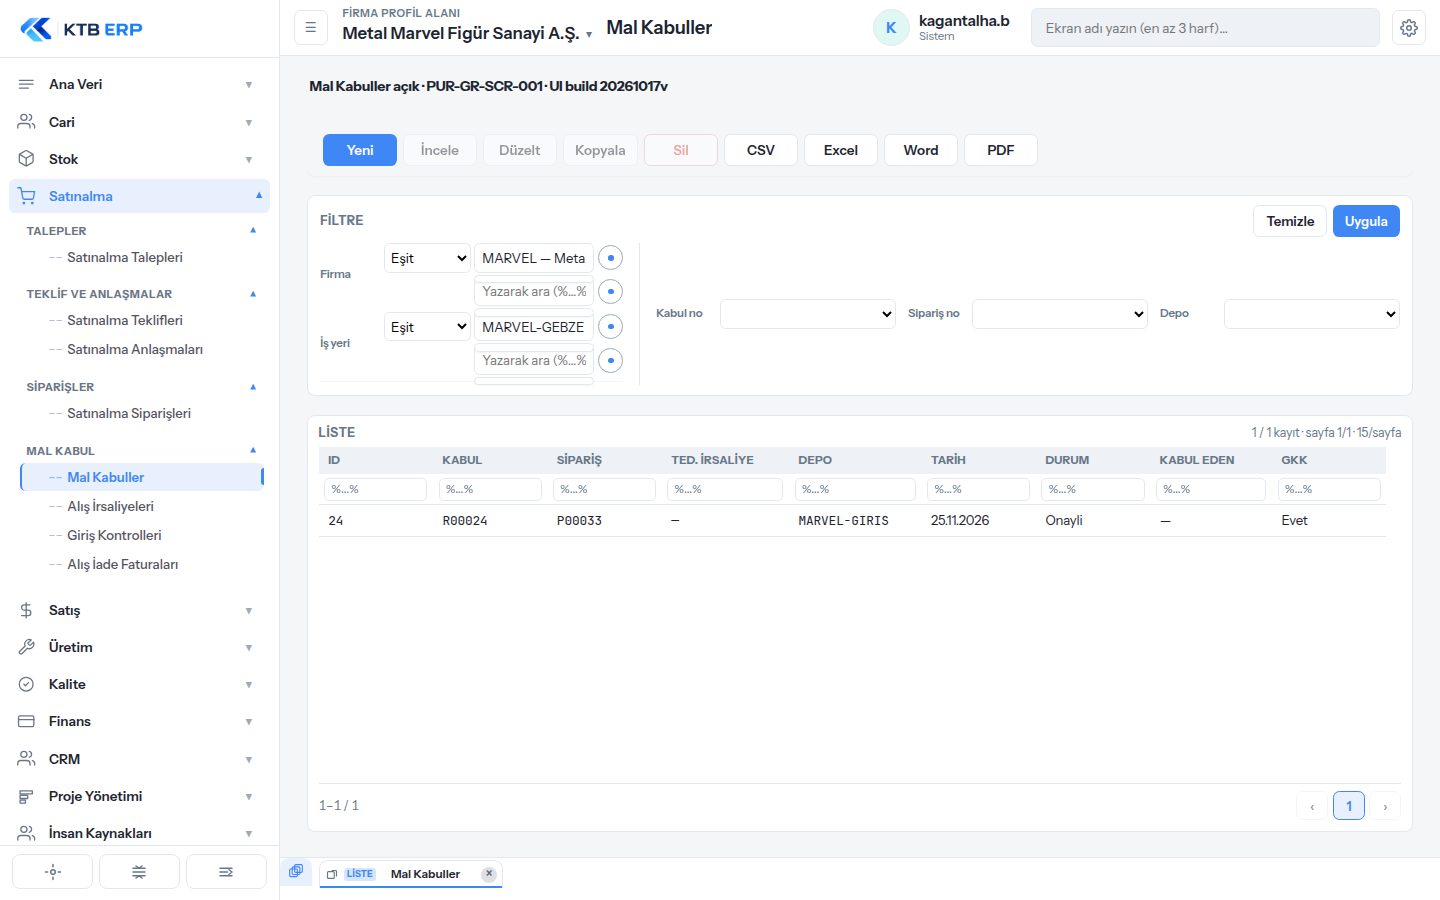 KTB ERP
Ana Veri
Cari
Stok
Satınalma
TALEPLER
Satınalma Talepleri
TEKLİF VE ANLAŞMALAR
Satınalma Teklifleri
Satınalma Anlaşmaları
SİPARİŞLER
Satınalma Siparişleri
MAL KABUL
Mal Kabuller
Alış İrsaliyeleri
Giriş Kontrolleri
Alış İade Faturaları
Satış
Üretim
Kalite
Finans
CRM
Proje Yönetimi
İnsan Kaynakları
FİRMA PROFİL ALANI
Metal Marvel Figür Sanayi A.Ş.
Mal Kabuller
K
kagantalha.b
Sistem
Ekran adı yazın (en az 3 harf)...
Mal Kabuller açık · PUR-GR-SCR-001 · UI build 20261017v
Yeni İncele Düzelt Kopyala Sil CSV Excel Word PDF
FİLTRE
Temizle Uygula
Firma Eşit MARVEL — Meta
Yazarak ara (%...%
İş yeri Eşit MARVEL-GEBZE
Yazarak ara (%...%
Kabul no Sipariş no Depo
LİSTE
1 / 1 kayıt · sayfa 1/1 · 15/sayfa
ID KABUL SİPARİŞ TED. İRSALİYE DEPO TARİH DURUM KABUL EDEN GKK
%...% %...% %...% %...% %...% %...% %...% %...% %...%
24 R00024 P00033 — MARVEL-GIRIS 25.11.2026 Onayli — Evet
1–1 / 1
‹ 1 ›
LİSTE Mal Kabuller ×